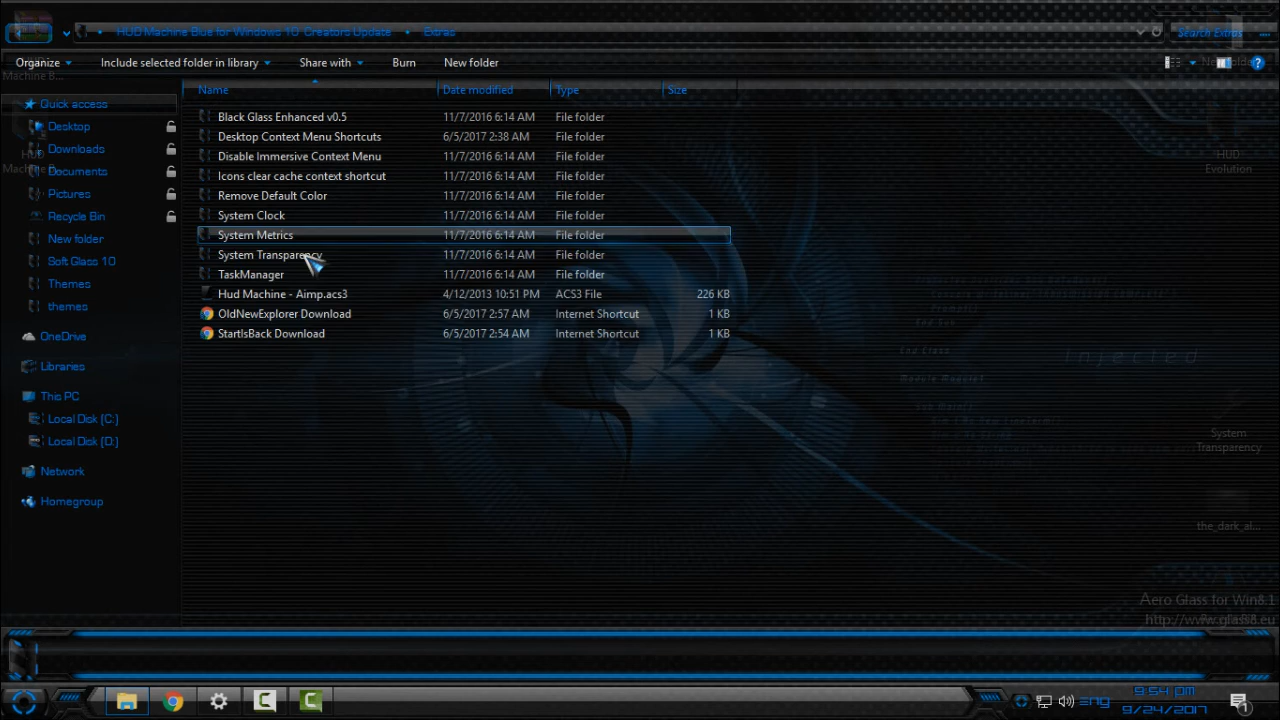 HUD Machine Blue for Windows 10 Creators Update • Extras
Search Extras
Organize
Include selected folder in library
Share with
Burn
New folder
Machine B...
Name
Date modified
Type
Size
Quick access
Desktop
Downloads
Documents
Pictures
Recycle Bin
New folder
Soft Glass 10
Themes
themes
OneDrive
Libraries
This PC
Local Disk (C:)
Local Disk (D:)
Network
Homegroup
Black Glass Enhanced v0.5 11/7/2016 6:14 AM File folder
Desktop Context Menu Shortcuts 6/5/2017 2:38 AM File folder
Disable Immersive Context Menu 11/7/2016 6:14 AM File folder
Icons clear cache context shortcut 11/7/2016 6:14 AM File folder
Remove Default Color 11/7/2016 6:14 AM File folder
System Clock 11/7/2016 6:14 AM File folder
System Metrics 11/7/2016 6:14 AM File folder
System Transparency 11/7/2016 6:14 AM File folder
TaskManager 11/7/2016 6:14 AM File folder
Hud Machine - Aimp.acs3 4/12/2013 10:51 PM ACS3 File 226 KB
OldNewExplorer Download 6/5/2017 2:57 AM Internet Shortcut 1 KB
StartIsBack Download 6/5/2017 2:54 AM Internet Shortcut 1 KB
HUD
Machine B...
HUD
Evolution
End Sub
Injected
System
Transparency
the_dark_al...
Aero Glass for Win8.1
http://www.glass8.eu
eng
9:54 PM
9/24/2017
1